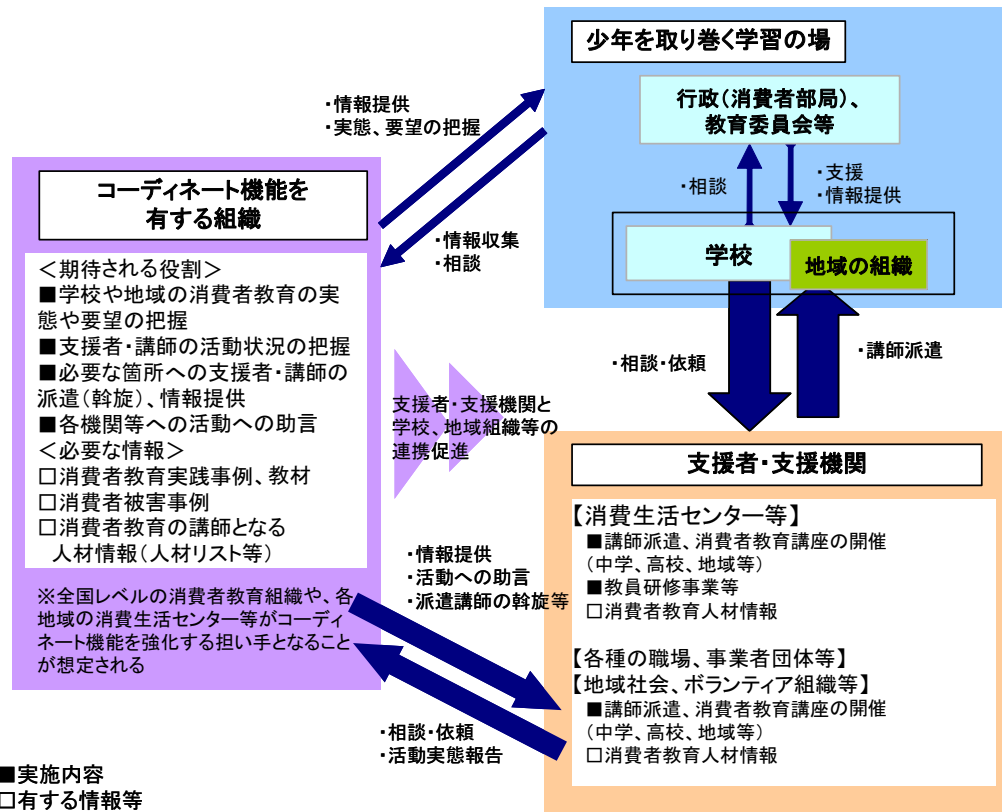 少年を取り巻く学習の場
行政(消費者部局)、
教育委員会等
・相談
・支援
・情報提供
学校
地域の組織
・情報提供
・実態、要望の把握
・情報収集
・相談
コーディネート機能を
有する組織
＜期待される役割＞
■学校や地域の消費者教育の実
態や要望の把握
■支援者・講師の活動状況の把握
■必要な箇所への支援者・講師の
派遣(斡旋)、情報提供
■各機関等への活動への助言
＜必要な情報＞
□消費者教育実践事例、教材
□消費者被害事例
□消費者教育の講師となる
人材情報(人材リスト等)
※全国レベルの消費者教育組織や、各
地域の消費生活センター等がコーディ
ネート機能を強化する担い手となること
が想定される
支援者・支援機関と
学校、地域組織等の
連携促進
・相談・依頼
・講師派遣
・情報提供
・活動への助言
・派遣講師の斡旋等
・相談・依頼
・活動実態報告
支援者・支援機関
【消費生活センター等】
■講師派遣、消費者教育講座の開催
(中学、高校、地域等)
■教員研修事業等
□消費者教育人材情報
【各種の職場、事業者団体等】
【地域社会、ボランティア組織等】
■講師派遣、消費者教育講座の開催
(中学、高校、地域等)
□消費者教育人材情報
■実施内容
□有する情報等